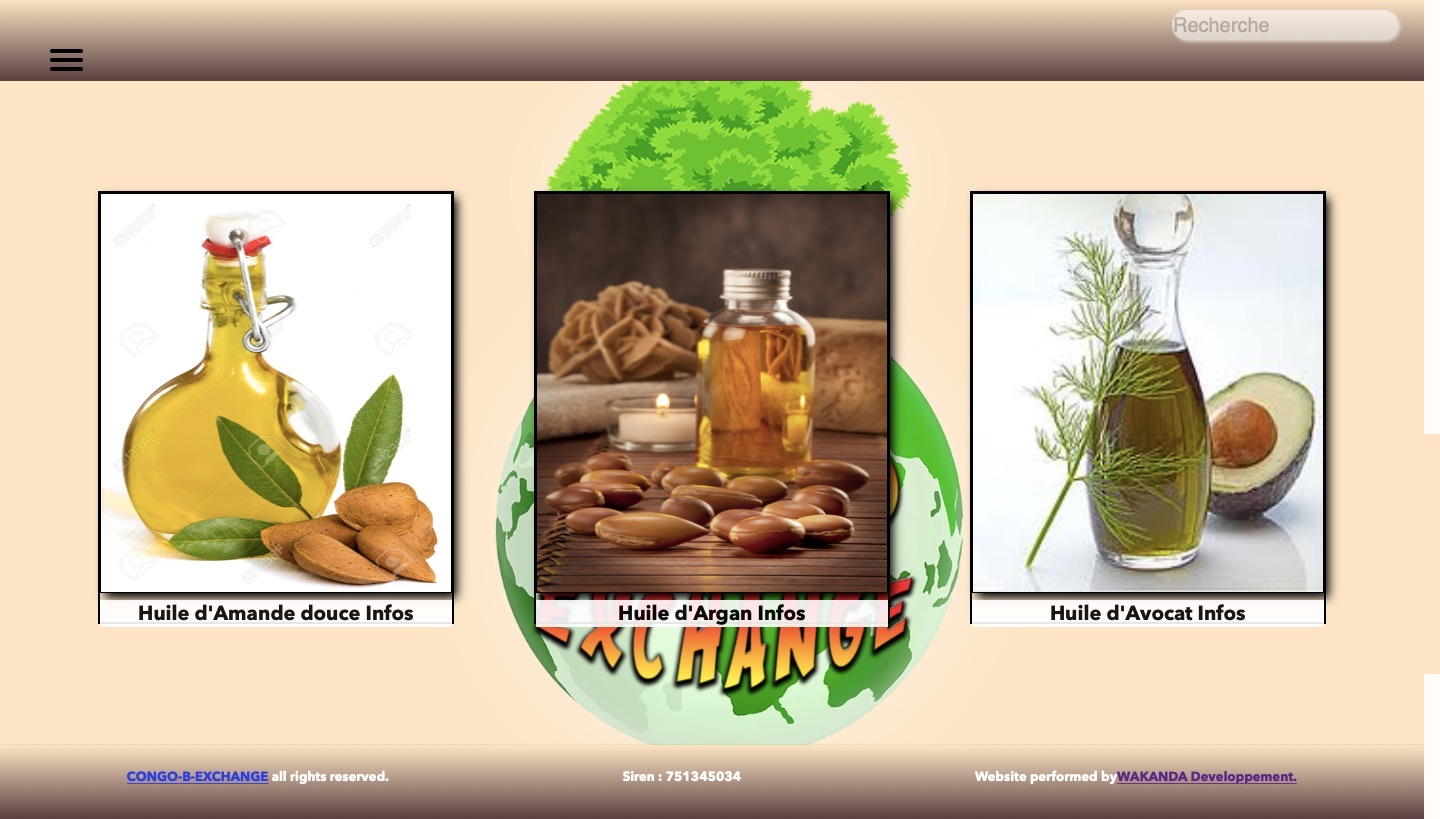 Recherche
Huile d'Amande douce Infos
Huile d'Argan Infos
Huile d'Avocat Infos
EXCHANGE
CONGO-B-EXCHANGE all rights reserved.
Siren : 751345034
Website performed byWAKANDA Developpement.